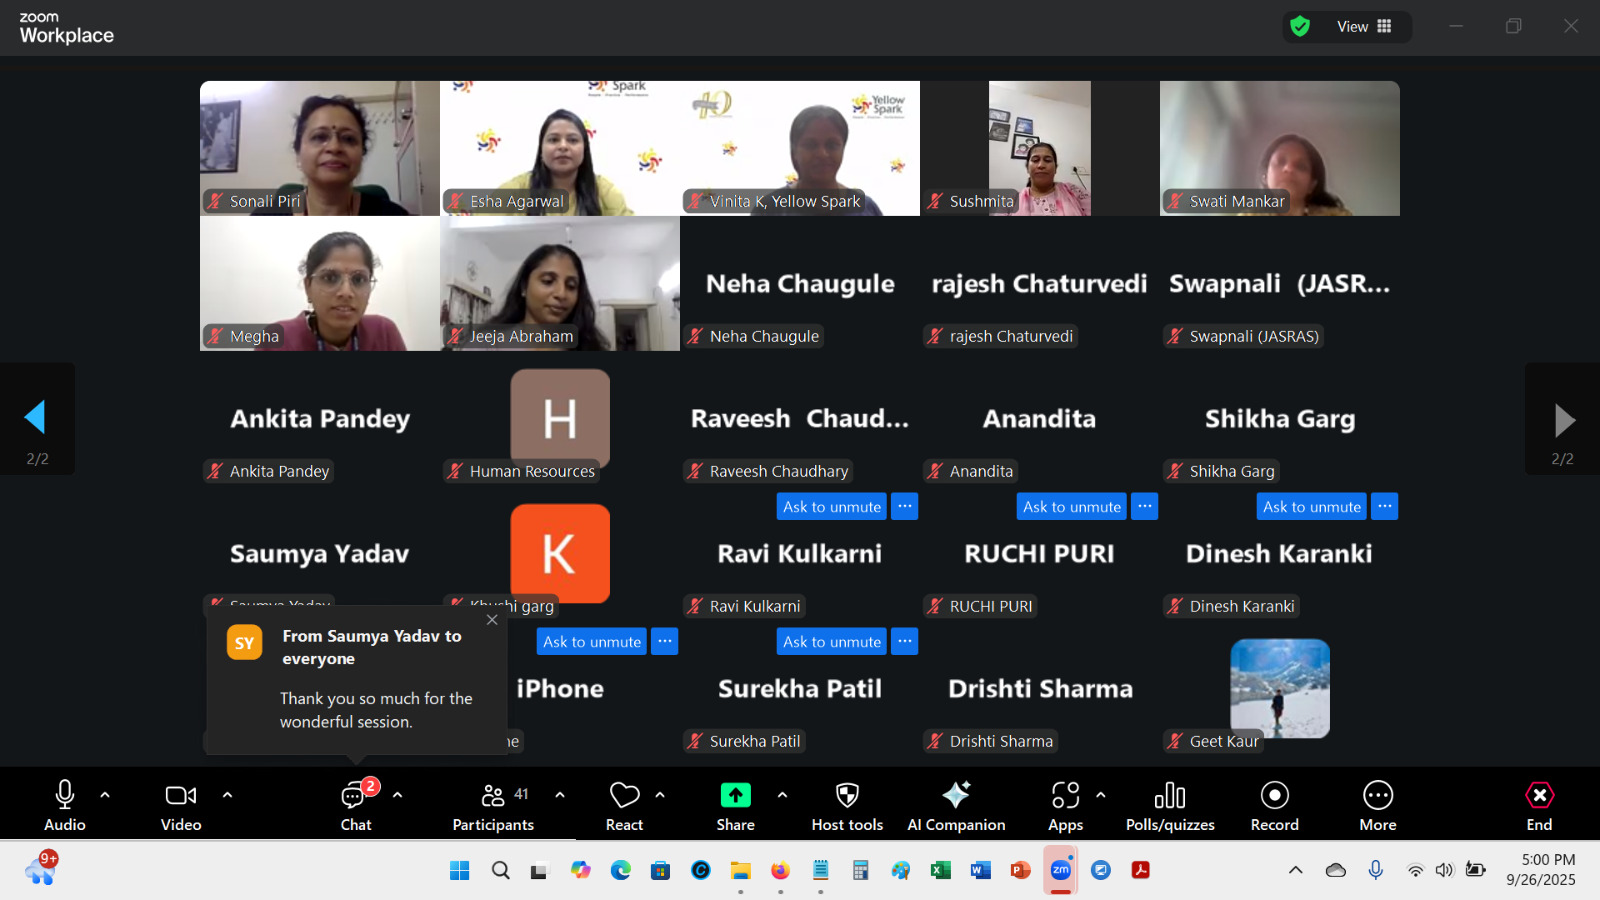 zoom
Workplace
View
Spark
10
Yellow
Spark
Sonali Piri
Esha Agarwal
Vinita K, Yellow Spark
Sushmita
Swati Mankar
Neha Chaugule
rajesh Chaturvedi
Swapnali (JASR...
Megha
Jeeja Abraham
Neha Chaugule
rajesh Chaturvedi
Swapnali (JASRAS)
2/2
2/2
Ankita Pandey
H
Raveesh Chaud...
Anandita
Shikha Garg
Ankita Pandey
Human Resources
Raveesh Chaudhary
Anandita
Shikha Garg
Ask to unmute ...
Ask to unmute ...
Ask to unmute ...
Saumya Yadav
K
Ravi Kulkarni
RUCHI PURI
Dinesh Karanki
Saumya Yadav
Khushi garg
Ravi Kulkarni
RUCHI PURI
Dinesh Karanki
SY
From Saumya Yadav to
everyone
Thank you so much for the
wonderful session.
Ask to unmute ...
Ask to unmute ...
iPhone
Surekha Patil
Drishti Sharma
ne
Surekha Patil
Drishti Sharma
Geet Kaur
2
41
Audio
Video
Chat
Participants
React
Share
Host tools
AI Companion
Apps
Polls/quizzes
Record
More
End
9+
zm
5:00 PM
9/26/2025